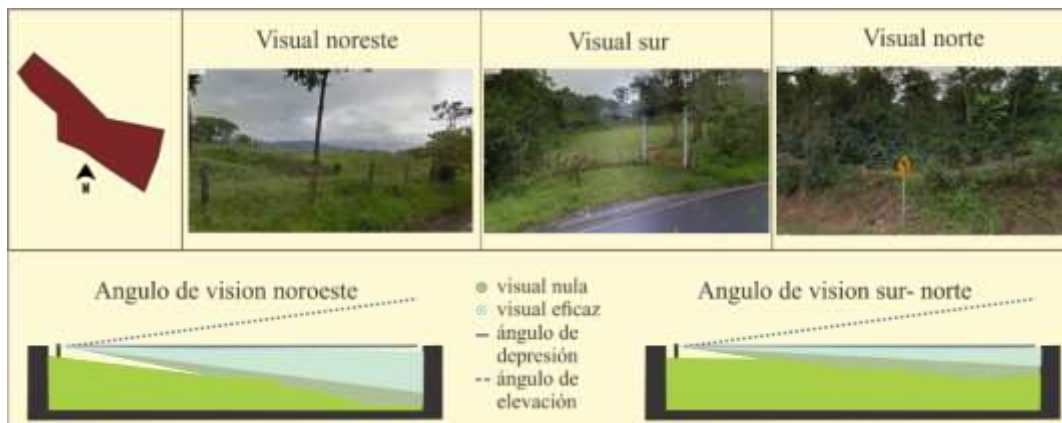 Visual noreste
Visual sur
Visual norte
N
Angulo de vision noroeste
visual nula
visual eficaz
ángulo de
depresión
ángulo de
elevación
Angulo de vision sur- norte